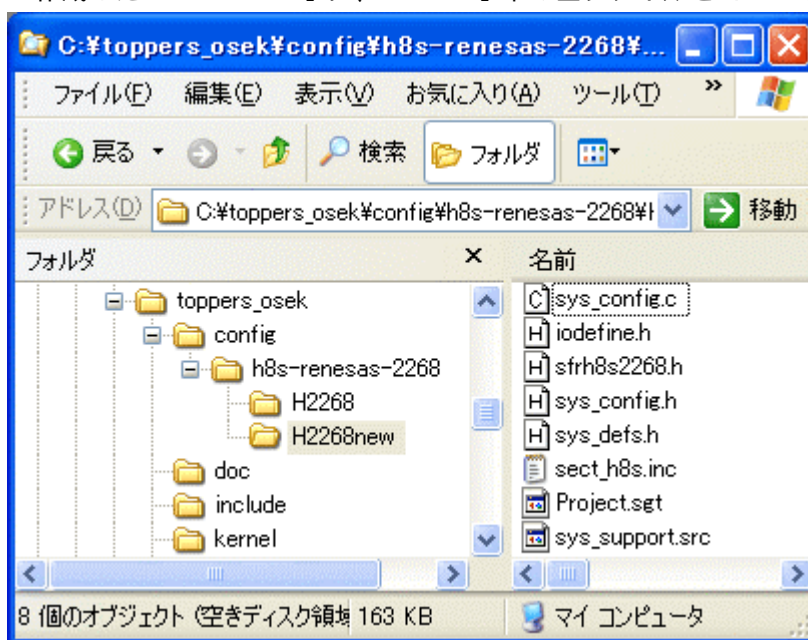 C:¥toppers_osek¥config¥h8s-renesas-2268¥...
ファイル(F) 編集(E) 表示(V) お気に入り(A) ツール(T) »
戻る 検索 フォルダ
アドレス(D) C:¥toppers_osek¥config¥h8s-renesas-2268¥ 移動
フォルダ × 名前
toppers_osek
config
h8s-renesas-2268
H2268
H2268new
doc
include
kernel
sys_config.c
iodefine.h
sfrh8s2268.h
sys_config.h
sys_defs.h
sect_h8s.inc
Project.sgt
sys_support.src
8 個のオブジェクト (空きディスク領域 163 KB マイ コンピュータ